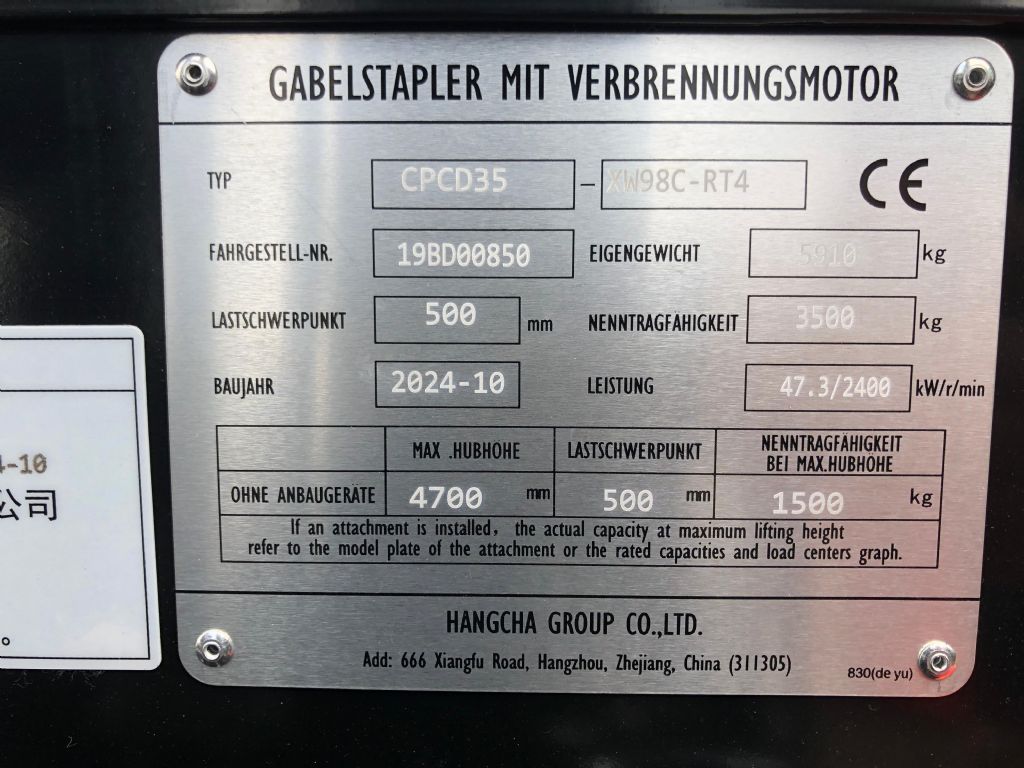 GABELSTAPLER MIT VERBRENNUNGSMOTOR
TYP CPCD35 – XW98C-RT4 CE
FAHRGESTELL-NR. 19BD00850 EIGENGEWICHT 5910 kg
LASTSCHWERPUNKT 500 mm NENNTRAGFÄHIGKEIT 3500 kg
BAUJAHR 2024-10 LEISTUNG 47.3/2400 kW/r/min
MAX .HUBHÖHE LASTSCHWERPUNKT NENNTRAGFÄHIGKEIT
BEI MAX.HUBHÖHE
OHNE ANBAUGERÄTE 4700 mm 500 mm 1500 kg
If an attachment is installed, the actual capacity at maximum lifting height
refer to the model plate of the attachment or the rated capacities and load centers graph.
HANGCHA GROUP CO.,LTD.
Add: 666 Xiangfu Road, Hangzhou, Zhejiang, China (311305)
830(de yu)
4-10
公司
。